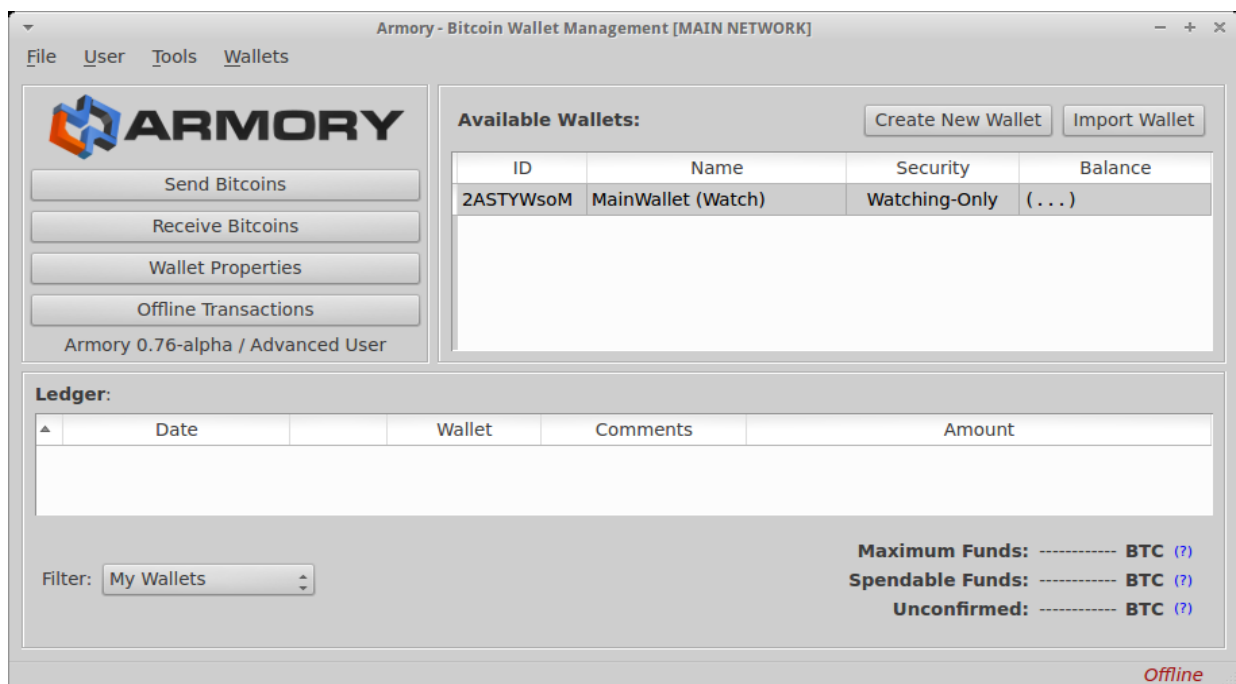 Armory - Bitcoin Wallet Management [MAIN NETWORK]
File User Tools Wallets
ARMORY
Send Bitcoins
Receive Bitcoins
Wallet Properties
Offline Transactions
Armory 0.76-alpha / Advanced User
Available Wallets:
Create New Wallet
Import Wallet
ID Name Security Balance
2ASTYWsoM MainWallet (Watch) Watching-Only (...)
Ledger:
Date Wallet Comments Amount
Filter: My Wallets
Maximum Funds: ------------ BTC (?)
Spendable Funds: ------------ BTC (?)
Unconfirmed: ------------ BTC (?)
Offline